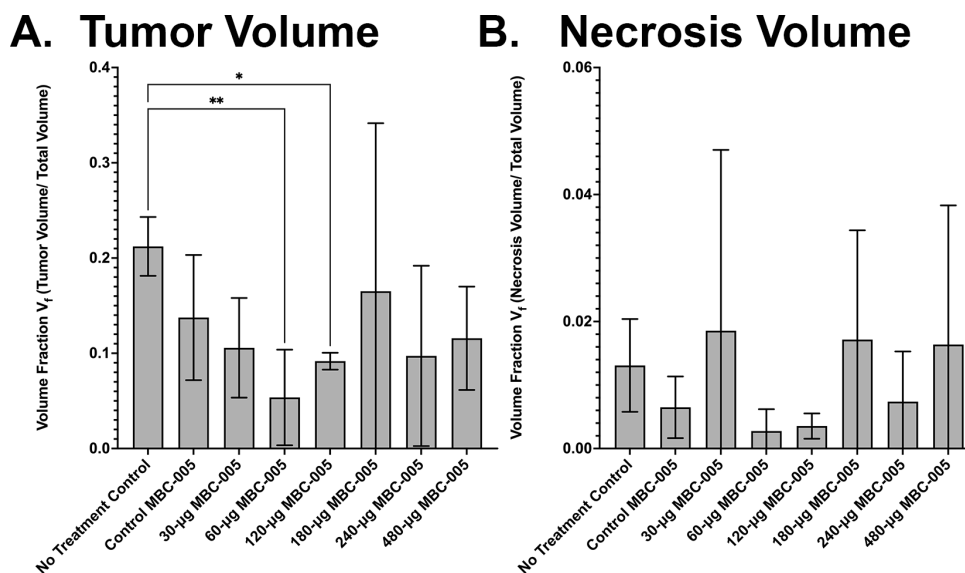 A. Tumor Volume
Volume Fraction Vf (Tumor Volume/ Total Volume)
0.4
0.3
0.2
0.1
0.0
*
**
No Treatment Control
Control MBC-005
30-µg MBC-005
60-µg MBC-005
120-µg MBC-005
180-µg MBC-005
240-µg MBC-005
480-µg MBC-005
B. Necrosis Volume
Volume Fraction Vf (Necrosis Volume/ Total Volume)
0.06
0.04
0.02
0.00
No Treatment Control
Control MBC-005
30-µg MBC-005
60-µg MBC-005
120-µg MBC-005
180-µg MBC-005
240-µg MBC-005
480-µg MBC-005